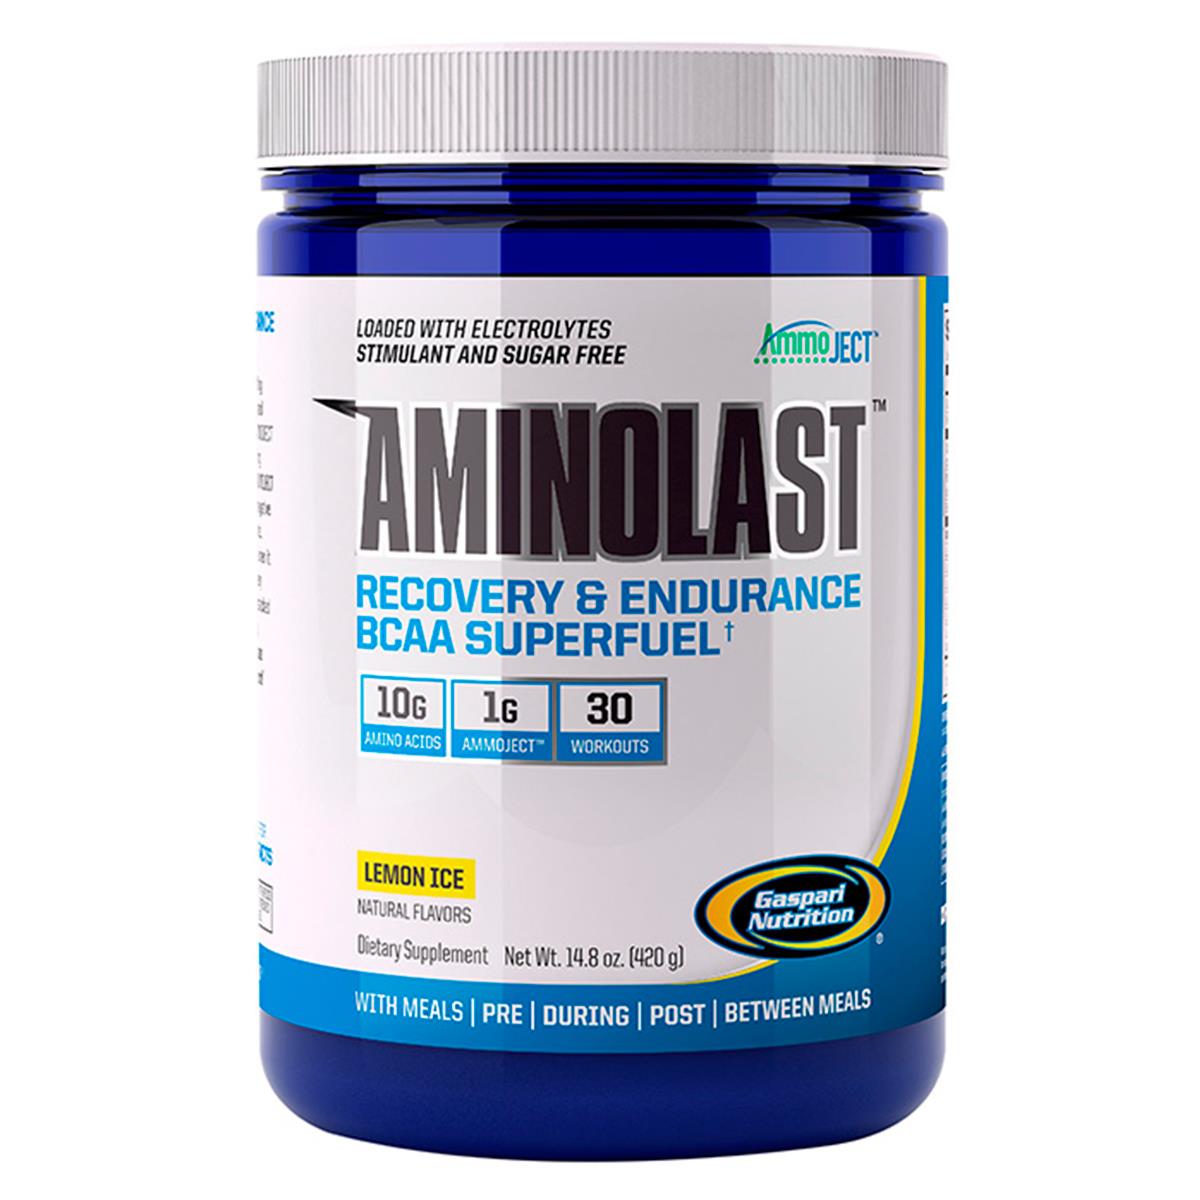 LOADED WITH ELECTROLYTES
STIMULANT AND SUGAR FREE
AmmoJECT™
AMINOLAST™
RECOVERY & ENDURANCE
BCAA SUPERFUEL†
10G
AMINO ACIDS
1G
AMMOJECT™
30
WORKOUTS
LEMON ICE
NATURAL FLAVORS
Dietary Supplement Net Wt. 14.8 oz. (420 g)
Gaspari
Nutrition
®
WITH MEALS | PRE | DURING | POST | BETWEEN MEALS